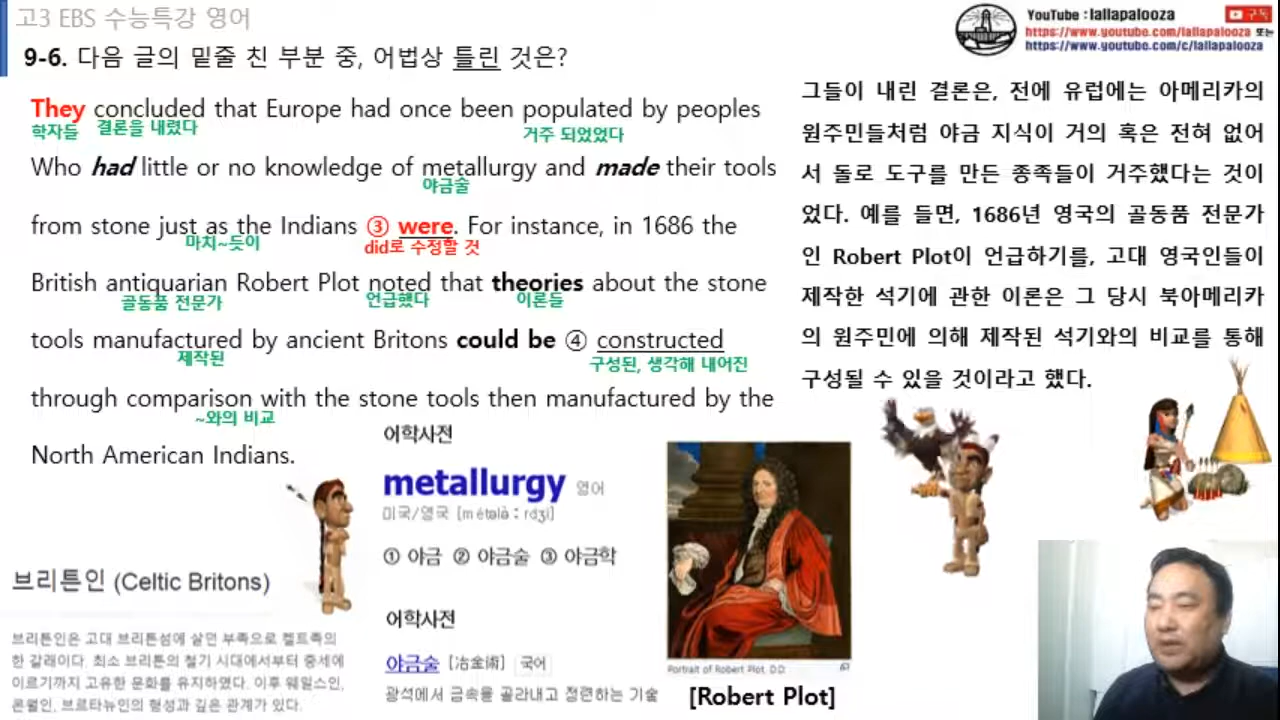 고3 EBS 수능특강 영어
YouTube : lallapalooza
구독
https://www.youtube.com/lallapalooza 또는
https://www.youtube.com/c/lallapalooza
9-6. 다음 글의 밑줄 친 부분 중, 어법상 틀린 것은?
They concluded that Europe had once been populated by peoples
학자들 결론을 내렸다 거주 되었었다
Who had little or no knowledge of metallurgy and made their tools
야금술
from stone just as the Indians ③ were. For instance, in 1686 the
마치~듯이 did로 수정할 것
British antiquarian Robert Plot noted that theories about the stone
골동품 전문가 언급했다 이론들
tools manufactured by ancient Britons could be ④ constructed
제작된 구성된, 생각해 내어진
through comparison with the stone tools then manufactured by the
~와의 비교
North American Indians.
그들이 내린 결론은, 전에 유럽에는 아메리카의
원주민들처럼 야금 지식이 거의 혹은 전혀 없어
서 돌로 도구를 만든 종족들이 거주했다는 것이
었다. 예를 들면, 1686년 영국의 골동품 전문가
인 Robert Plot이 언급하기를, 고대 영국인들이
제작한 석기에 관한 이론은 그 당시 북아메리카
의 원주민에 의해 제작된 석기와의 비교를 통해
구성될 수 있을 것이라고 했다.
어학사전
metallurgy 영어
미국/영국 [métələ̀ːrdʒi]
① 야금 ② 야금술 ③ 야금학
어학사전
야금술 [冶金術] 국어
광석에서 금속을 골라내고 정련하는 기술
브리튼인 (Celtic Britons)
브리튼인은 고대 브리튼섬에 살던 부족으로 켈트족의
한 갈래이다. 최소 브리튼의 철기 시대에서부터 중세에
이르기까지 고유한 문화를 유지하였다. 이후 웨일스인,
콘월인, 브르타뉴인의 형성과 깊은 관계가 있다.
Portrait of Robert Plot, D.D.
[Robert Plot]